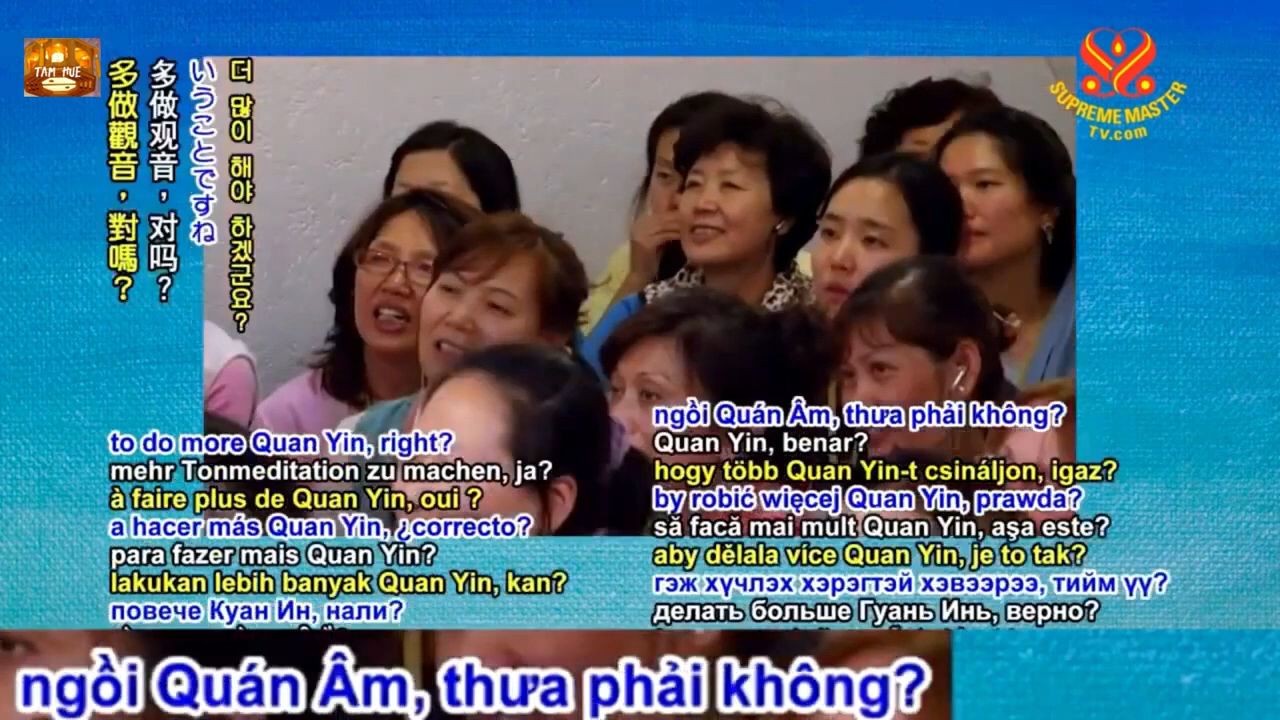 TAM HUE
SUPREME MASTER
TV.com
더 많이 해야 하겠군요?
いうことですね
多做观音，对吗？
多做觀音，對嗎？
to do more Quan Yin, right?
mehr Tonmeditation zu machen, ja?
à faire plus de Quan Yin, oui ?
a hacer más Quan Yin, ¿correcto?
para fazer mais Quan Yin?
lakukan lebih banyak Quan Yin, kan?
повече Куан Ин, нали?
ngồi Quán Âm, thưa phải không?
Quan Yin, benar?
hogy több Quan Yin-t csináljon, igaz?
by robić więcej Quan Yin, prawda?
să facă mai mult Quan Yin, aşa este?
aby dělala více Quan Yin, je to tak?
гэж хүчлэх хэрэгтэй хэвээрээ, тийм үү?
делать больше Гуань Инь, верно?
ngồi Quán Âm, thưa phải không?